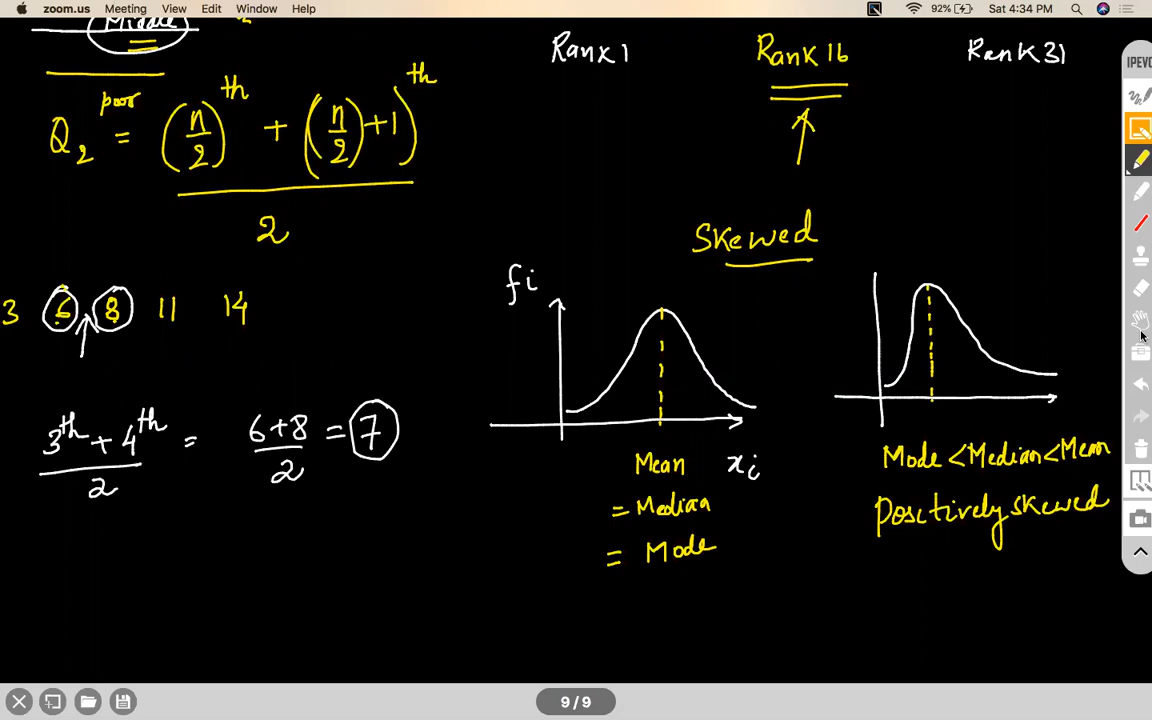 zoom.us Meeting View Edit Window Help 92% Sat 4:34 PM
Middle
Rank 1 Rank 16 Rank 31
IPEVO
Q2 = (n/2)th + ((n/2)+1)th
2
Skewed
3 6 8 11 14
fi
3th + 4th = 6+8 = 7
2 2
xi
Mean
= Median
= Mode
Mode < Median < Mean
Positively skewed
9 / 9